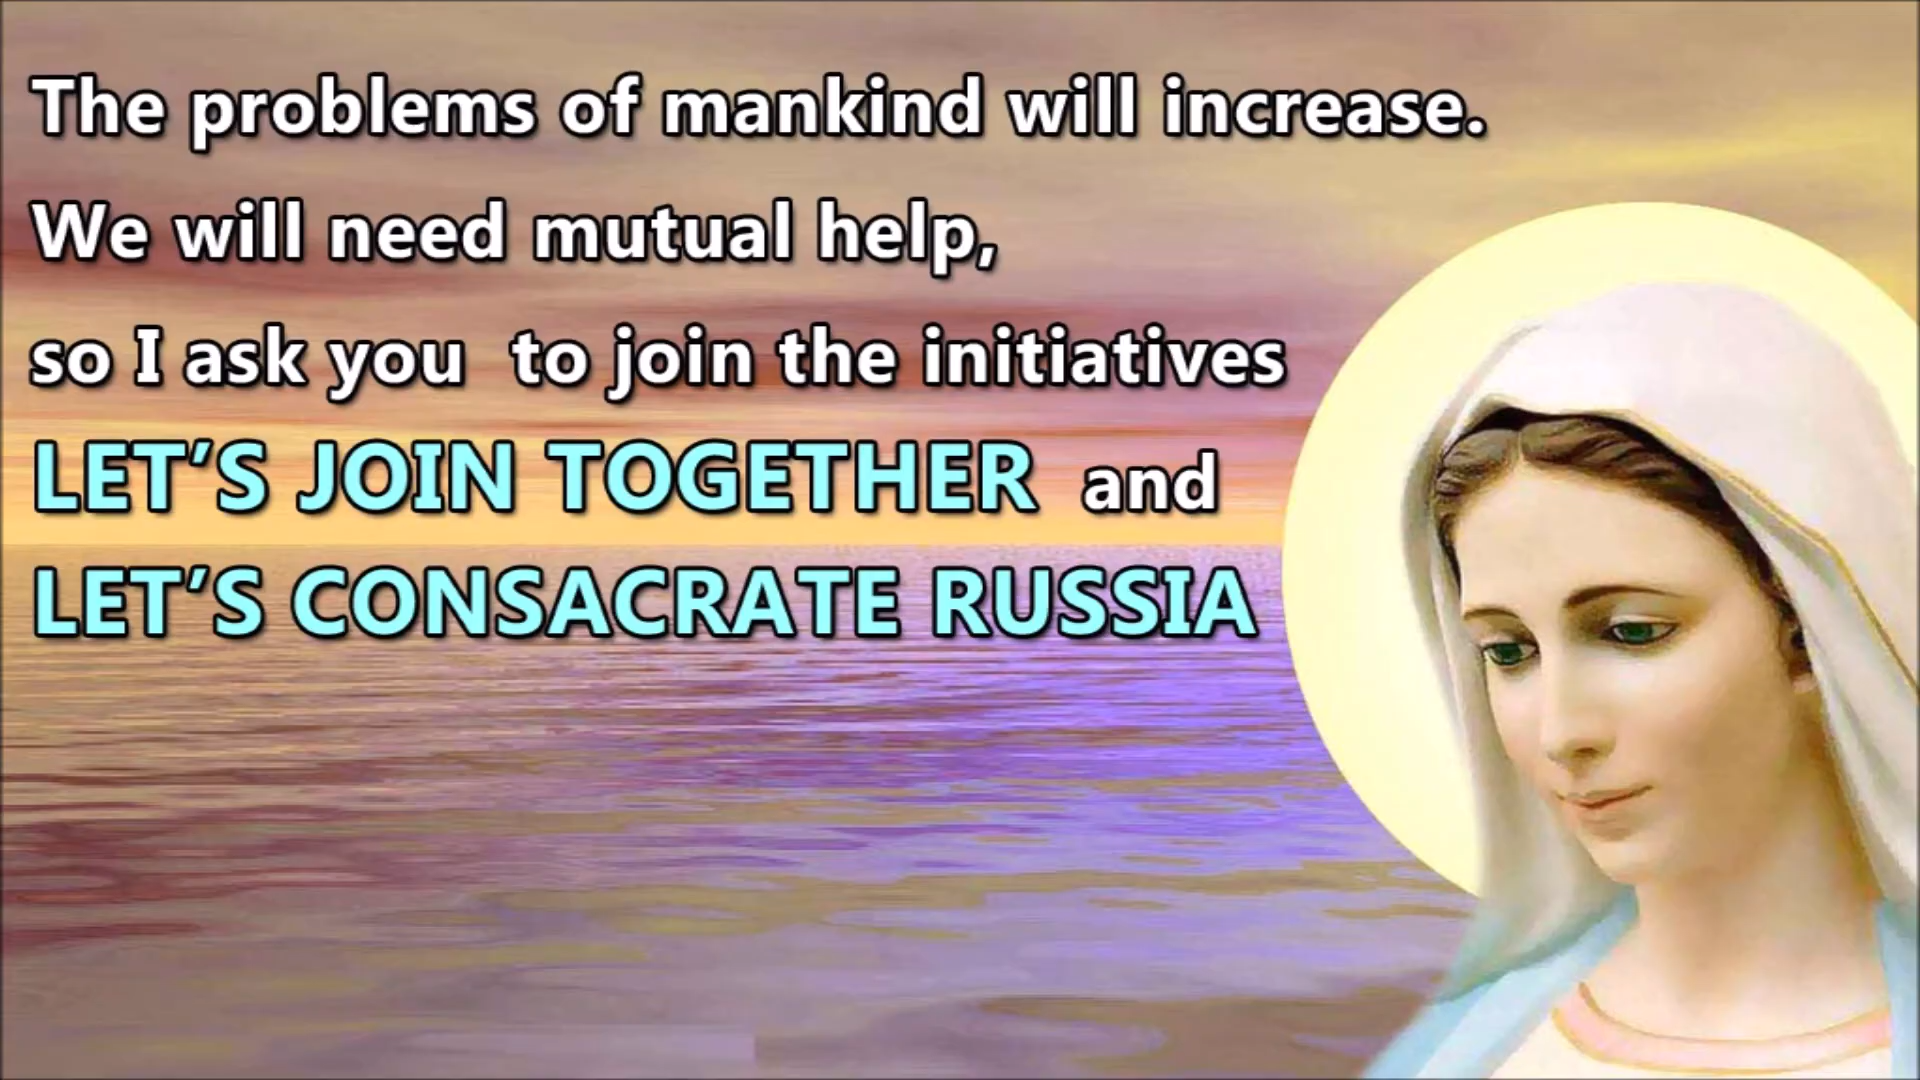 The problems of mankind will increase.
We will need mutual help,
so I ask you  to join the initiatives
LET’S JOIN TOGETHER  and
LET’S CONSACRATE RUSSIA